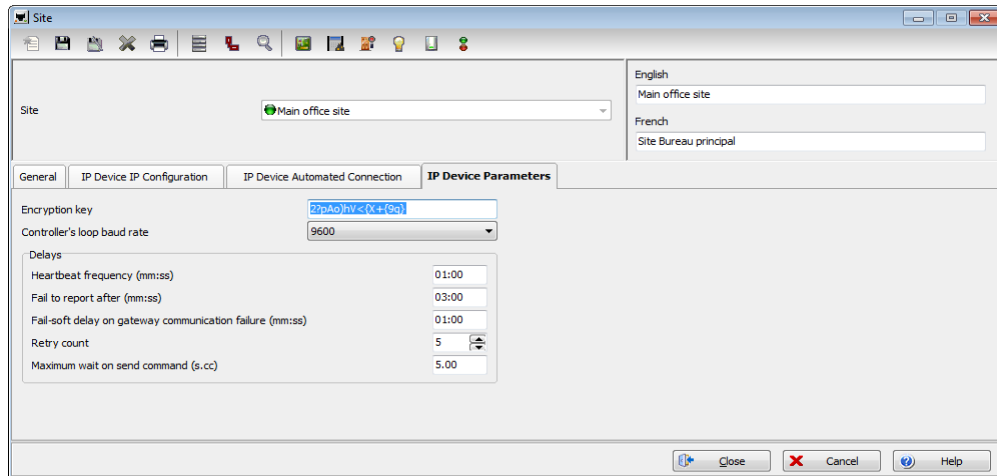 Site
English
Main office site
Site
Main office site
French
Site Bureau principal
General
IP Device IP Configuration
IP Device Automated Connection
IP Device Parameters
Encryption key
2?pAo)hV<{X+{9q}
Controller's loop baud rate
9600
Delays
Heartbeat frequency (mm:ss)
01:00
Fail to report after (mm:ss)
03:00
Fail-soft delay on gateway communication failure (mm:ss)
01:00
Retry count
5
Maximum wait on send command (s.cc)
5.00
Close
Cancel
Help